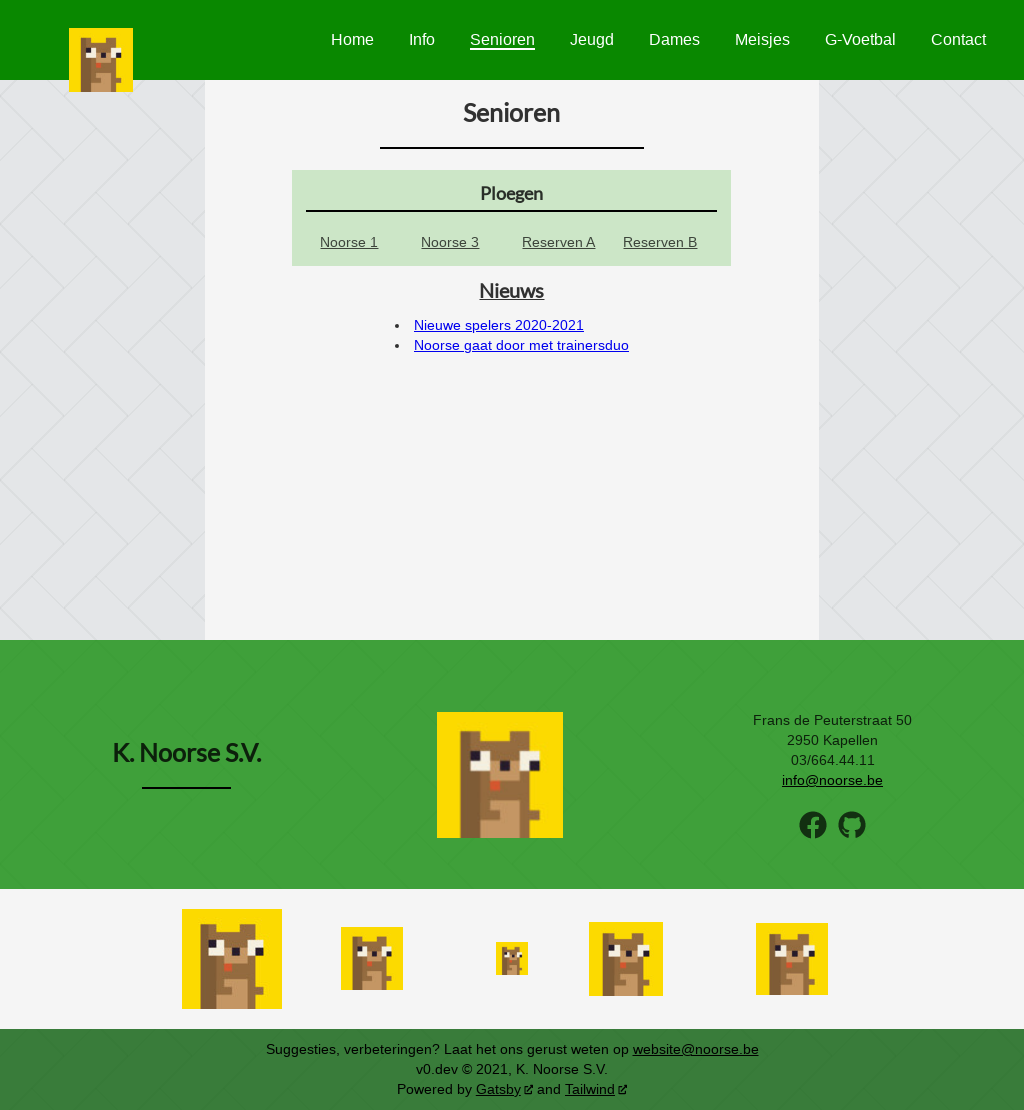 Home Info Senioren Jeugd Dames Meisjes G-Voetbal Contact
Senioren
Ploegen
Noorse 1 Noorse 3 Reserven A Reserven B
Nieuws
Nieuwe spelers 2020-2021
Noorse gaat door met trainersduo
K. Noorse S.V.
Frans de Peuterstraat 50
2950 Kapellen
03/664.44.11
info@noorse.be
Suggesties, verbeteringen? Laat het ons gerust weten op website@noorse.be
v0.dev © 2021, K. Noorse S.V.
Powered by Gatsby and Tailwind